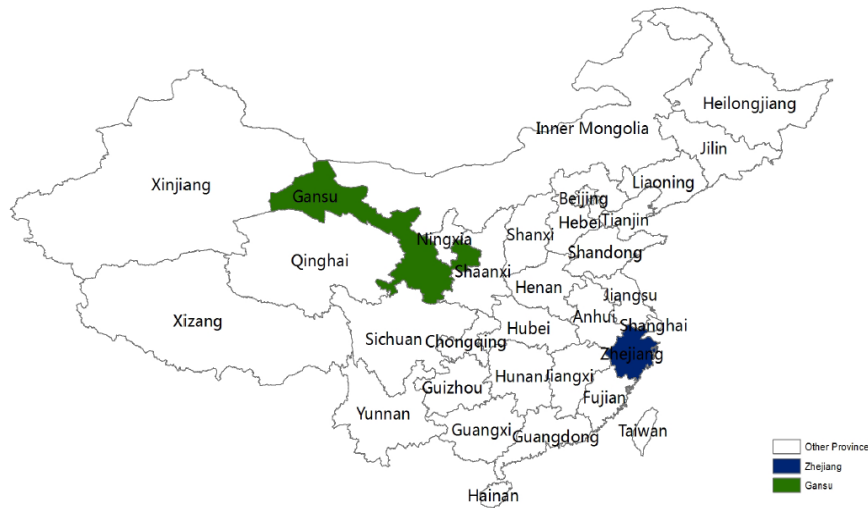 Heilongjiang
Inner Mongolia
Jilin
Xinjiang
Liaoning
Gansu
Beijing
Hebei
Tianjin
Ningxia
Shanxi
Shandong
Qinghai
Shaanxi
Henan
Jiangsu
Xizang
Anhui
Shanghai
Hubei
Sichuan
Chongqing
Zhejiang
Hunan
Jiangxi
Guizhou
Fujian
Yunnan
Guangxi
Guangdong
Taiwan
Hainan
Other Province
Zhejiang
Gansu